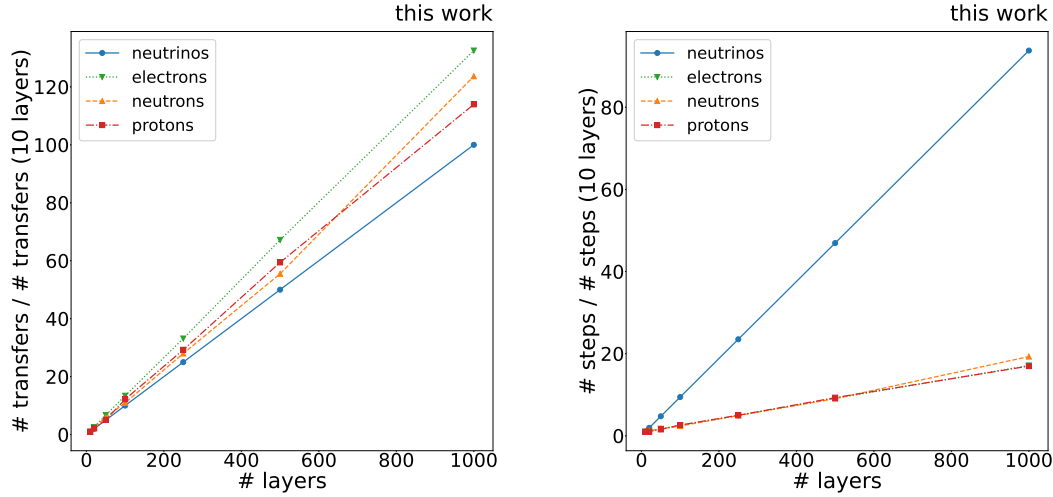 this work
# transfers / # transfers (10 layers)
neutrinos
electrons
neutrons
protons
120
100
80
60
40
20
0
0 200 400 600 800 1000
# layers
this work
# steps / # steps (10 layers)
neutrinos
electrons
neutrons
protons
80
60
40
20
0
0 200 400 600 800 1000
# layers